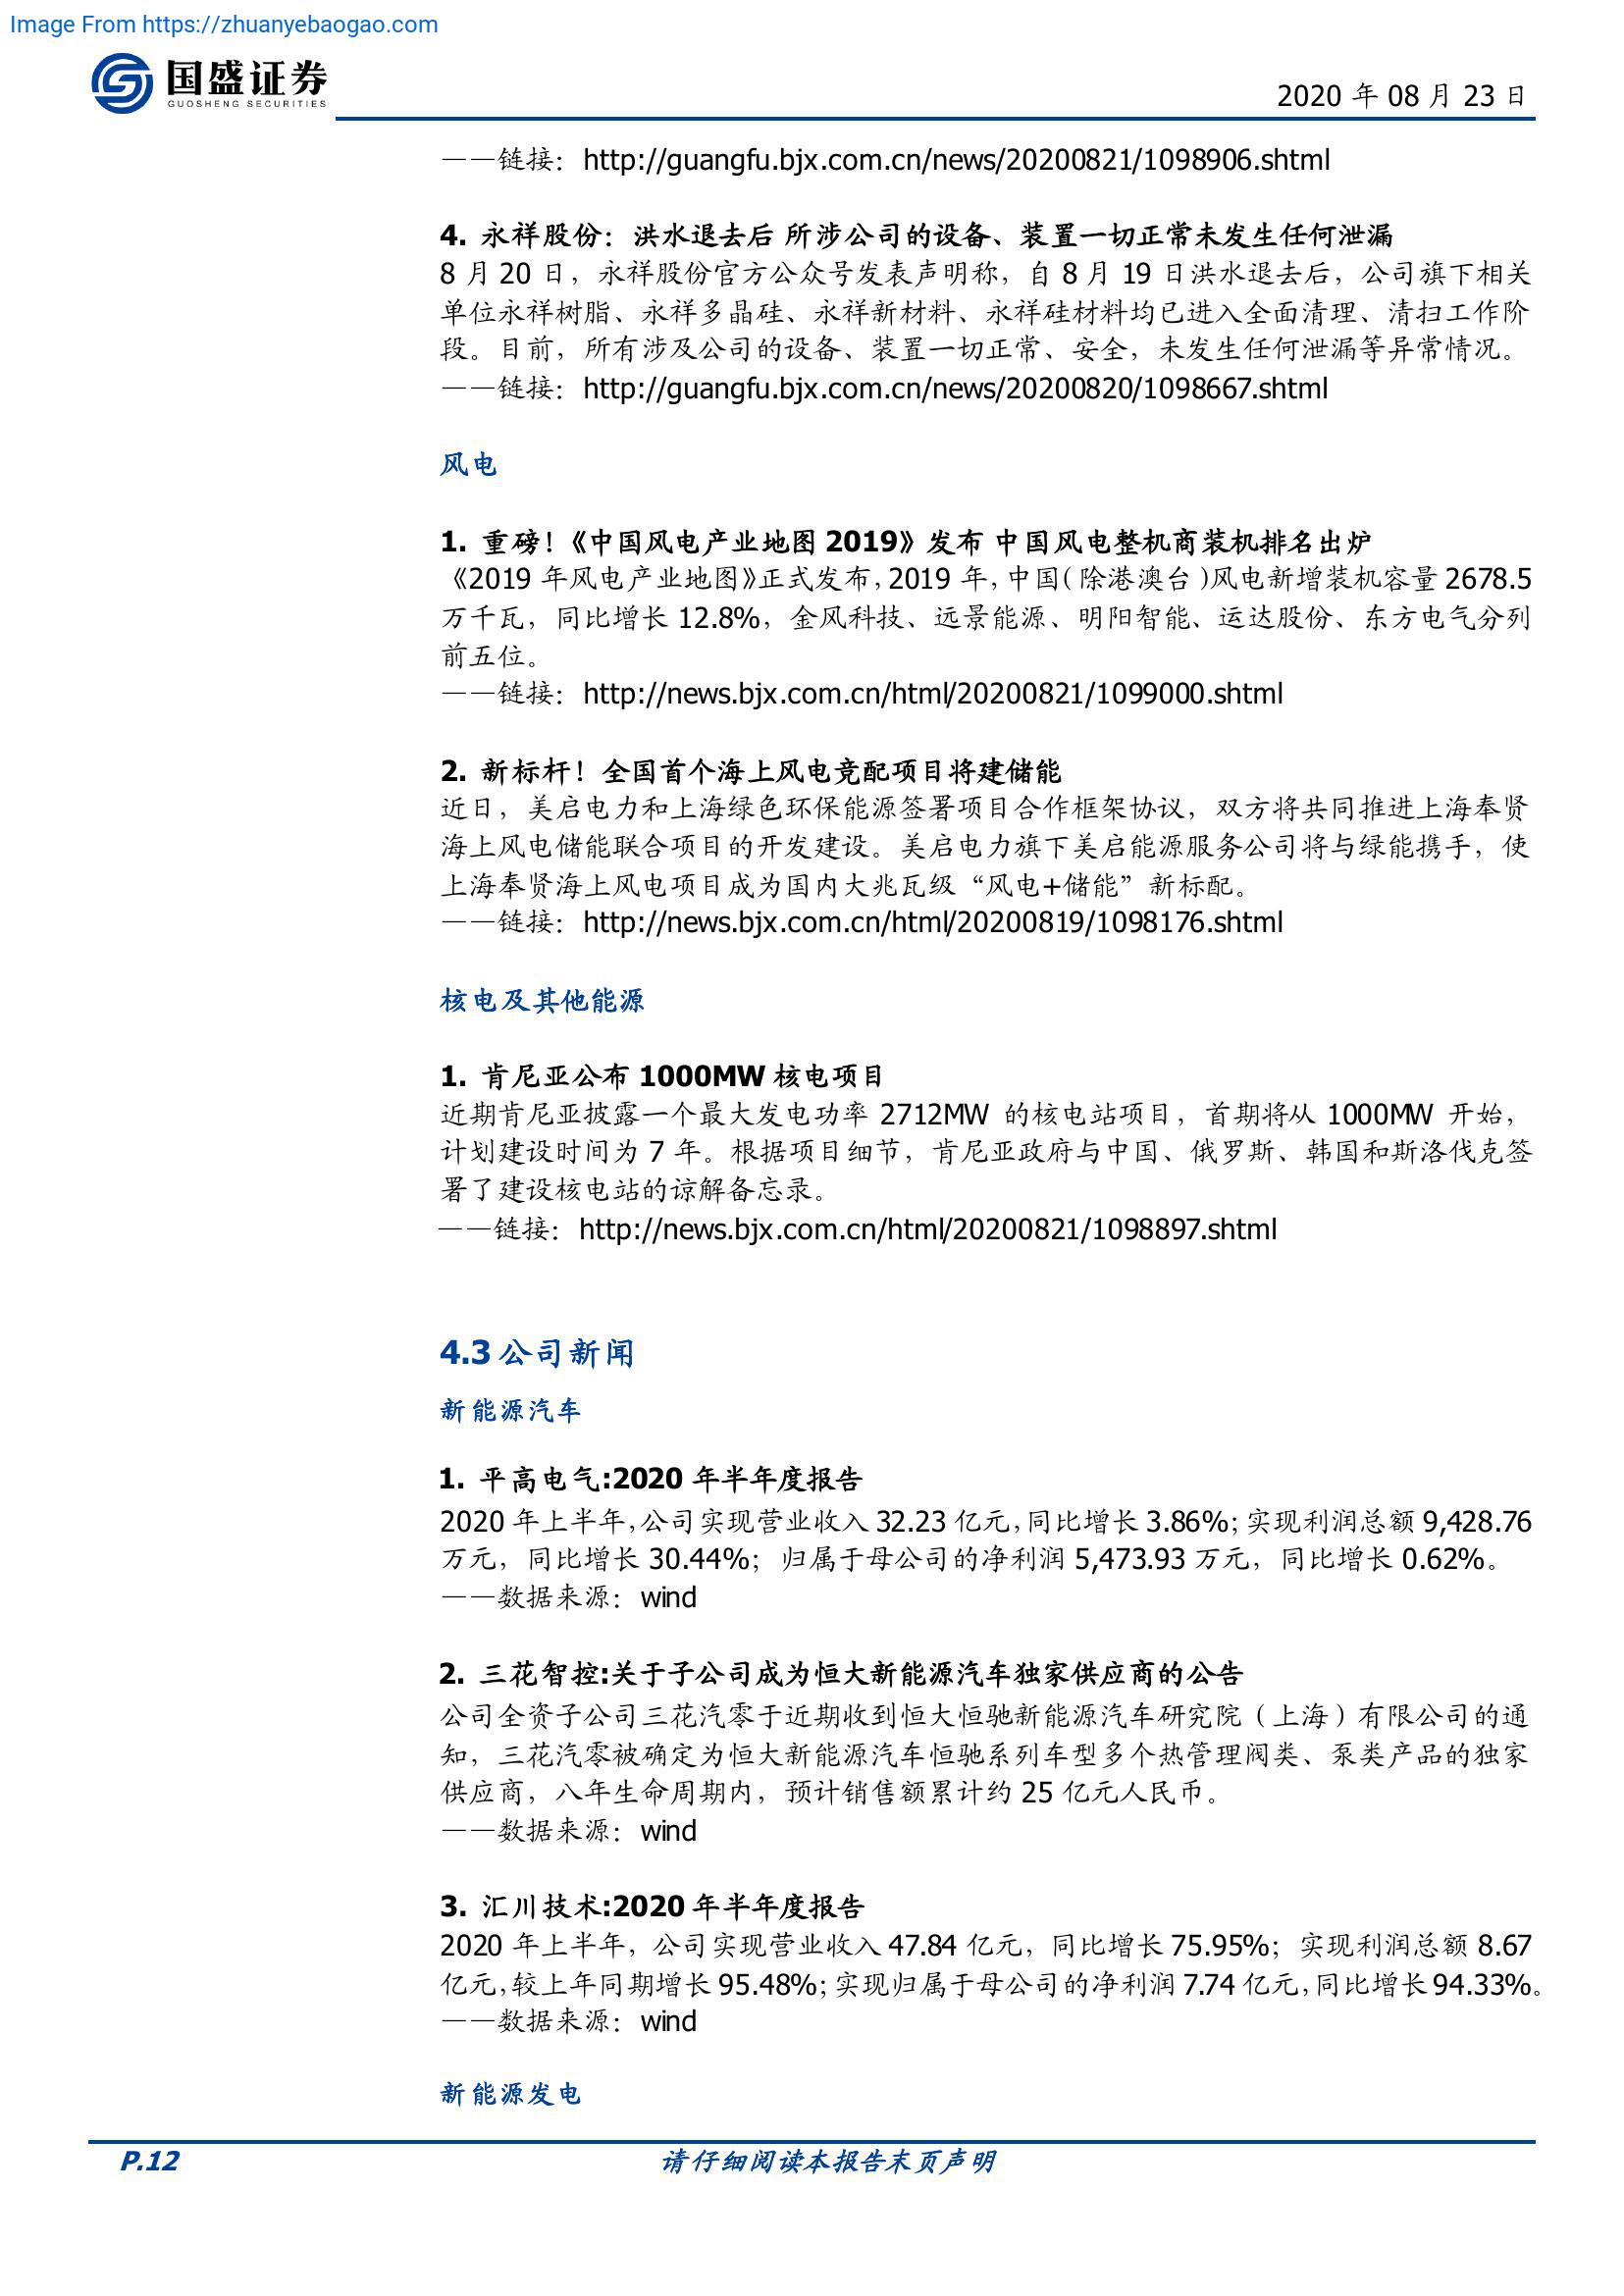 Image From https://zhuanyebaogao.com
国盛证券
GUOSHENG SECURITIES
2020 年 08 月 23 日
——链接：http://guangfu.bjx.com.cn/news/20200821/1098906.shtml
4. 永祥股份：洪水退去后 所涉公司的设备、装置一切正常未发生任何泄漏
8 月 20 日，永祥股份官方公众号发表声明称，自 8 月 19 日洪水退去后，公司旗下相关
单位永祥树脂、永祥多晶硅、永祥新材料、永祥硅材料均已进入全面清理、清扫工作阶
段。目前，所有涉及公司的设备、装置一切正常、安全，未发生任何泄漏等异常情况。
——链接：http://guangfu.bjx.com.cn/news/20200820/1098667.shtml
风电
1. 重磅！《中国风电产业地图 2019》发布 中国风电整机商装机排名出炉
《2019 年风电产业地图》正式发布，2019 年，中国（除港澳台）风电新增装机容量 2678.5
万千瓦，同比增长 12.8%，金风科技、远景能源、明阳智能、运达股份、东方电气分列
前五位。
——链接：http://news.bjx.com.cn/html/20200821/1099000.shtml
2. 新标杆！全国首个海上风电竞配项目将建储能
近日，美启电力和上海绿色环保能源签署项目合作框架协议，双方将共同推进上海奉贤
海上风电储能联合项目的开发建设。美启电力旗下美启能源服务公司将与绿能携手，使
上海奉贤海上风电项目成为国内大兆瓦级“风电+储能”新标配。
——链接：http://news.bjx.com.cn/html/20200819/1098176.shtml
核电及其他能源
1. 肯尼亚公布 1000MW 核电项目
近期肯尼亚披露一个最大发电功率 2712MW 的核电站项目，首期将从 1000MW 开始，
计划建设时间为 7 年。根据项目细节，肯尼亚政府与中国、俄罗斯、韩国和斯洛伐克签
署了建设核电站的谅解备忘录。
——链接：http://news.bjx.com.cn/html/20200821/1098897.shtml
4.3 公司新闻
新能源汽车
1. 平高电气:2020 年半年度报告
2020 年上半年，公司实现营业收入 32.23 亿元，同比增长 3.86%；实现利润总额 9,428.76
万元，同比增长 30.44%；归属于母公司的净利润 5,473.93 万元，同比增长 0.62%。
——数据来源：wind
2. 三花智控:关于子公司成为恒大新能源汽车独家供应商的公告
公司全资子公司三花汽零于近期收到恒大恒驰新能源汽车研究院（上海）有限公司的通
知，三花汽零被确定为恒大新能源汽车恒驰系列车型多个热管理阀类、泵类产品的独家
供应商，八年生命周期内，预计销售额累计约 25 亿元人民币。
——数据来源：wind
3. 汇川技术:2020 年半年度报告
2020 年上半年，公司实现营业收入 47.84 亿元，同比增长 75.95%；实现利润总额 8.67
亿元，较上年同期增长 95.48%；实现归属于母公司的净利润 7.74 亿元，同比增长 94.33%。
——数据来源：wind
新能源发电
P.12
请仔细阅读本报告末页声明